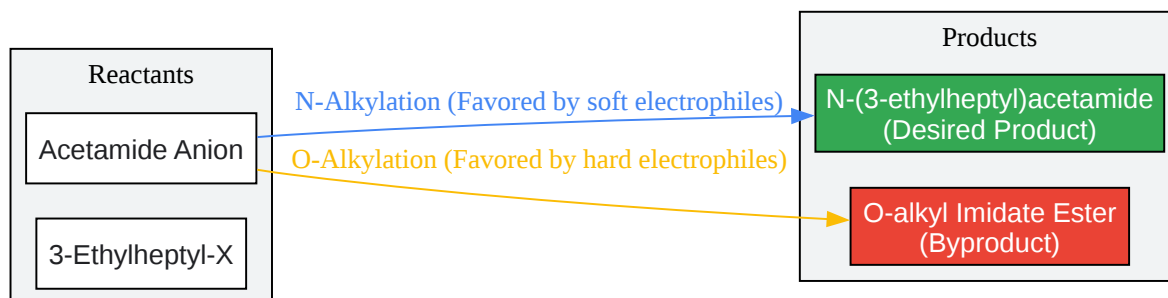 Reactants
Acetamide Anion
3-Ethylheptyl-X
N-Alkylation (Favored by soft electrophiles)
O-Alkylation (Favored by hard electrophiles)
Products
N-(3-ethylheptyl)acetamide
(Desired Product)
O-alkyl Imidate Ester
(Byproduct)